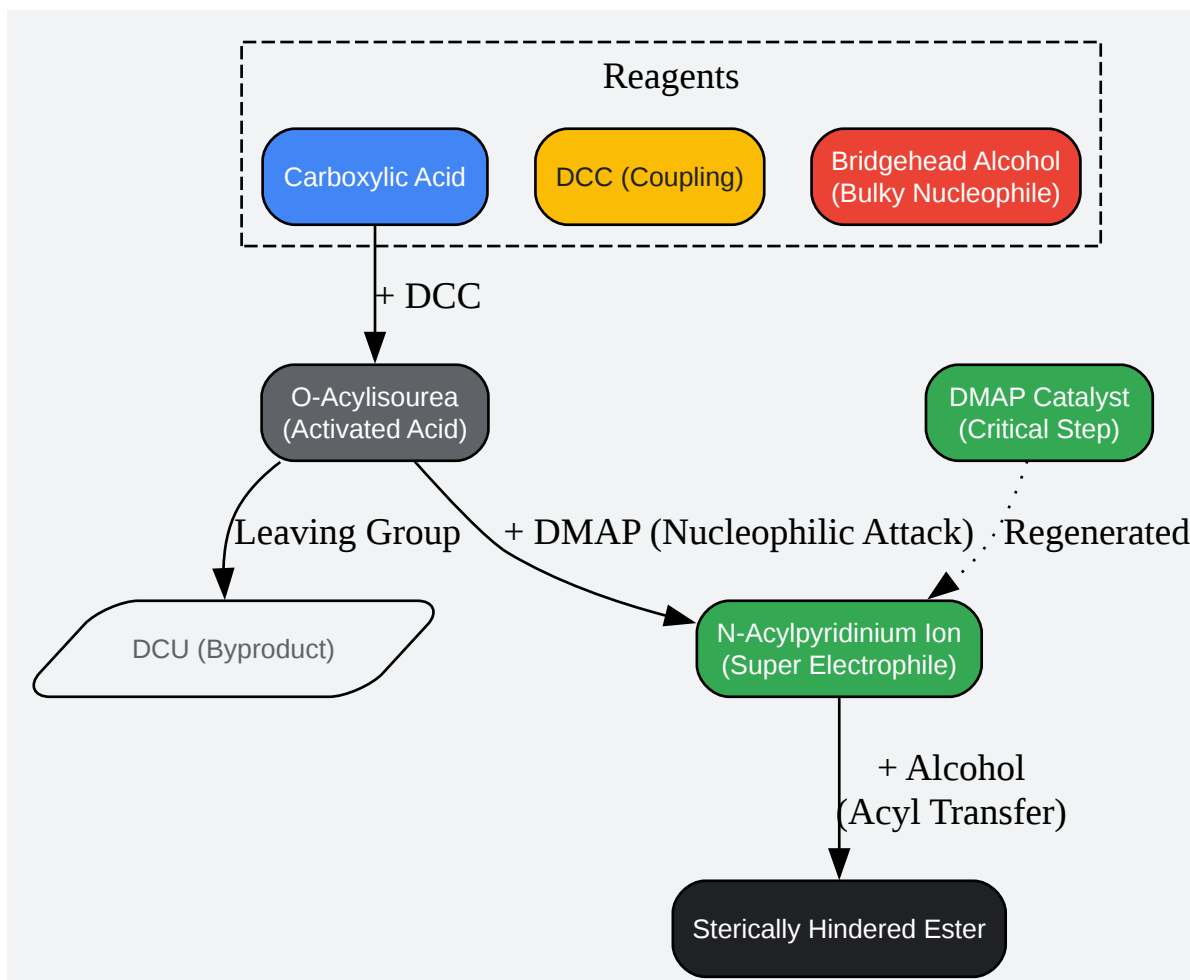 Reagents
Carboxylic Acid
DCC (Coupling)
Bridgehead Alcohol
(Bulky Nucleophile)
+ DCC
O-Acylisourea
(Activated Acid)
DMAP Catalyst
(Critical Step)
Leaving Group
+ DMAP (Nucleophilic Attack)
Regenerated
DCU (Byproduct)
N-Acylpyridinium Ion
(Super Electrophile)
+ Alcohol
(Acyl Transfer)
Sterically Hindered Ester